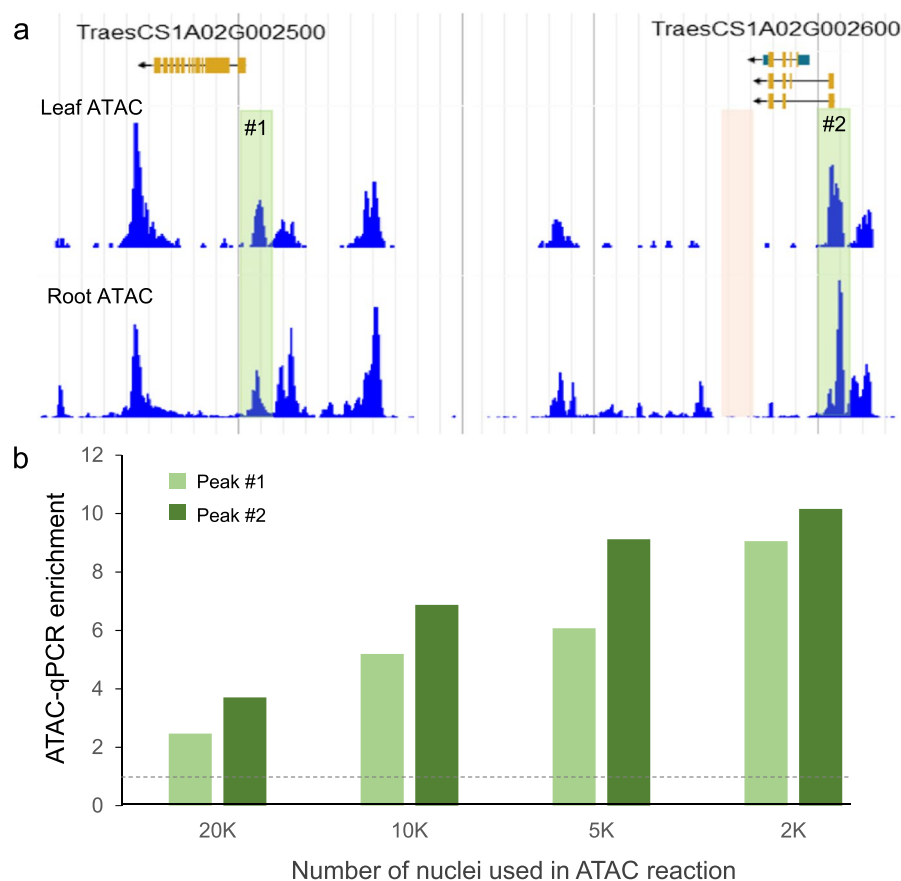 a
TraesCS1A02G002500
TraesCS1A02G002600
Leaf ATAC
#1
#2
Root ATAC
b
12
10
8
6
4
2
0
ATAC-qPCR enrichment
Peak #1
Peak #2
20K 10K 5K 2K
Number of nuclei used in ATAC reaction